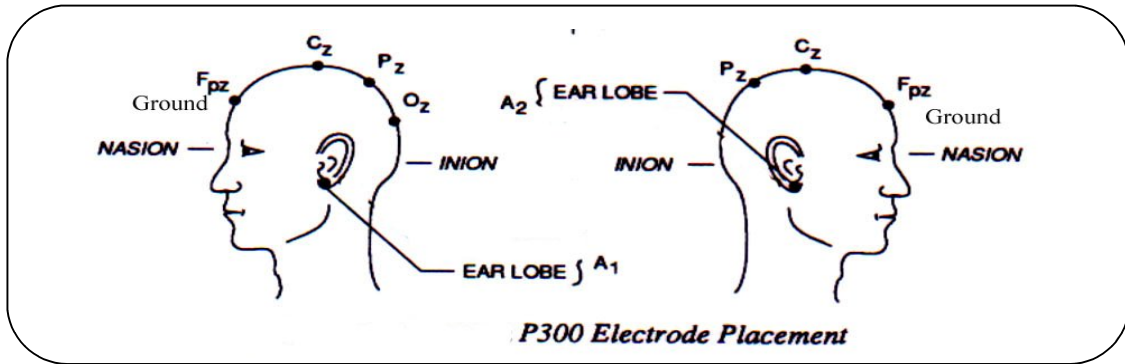 Cz
Pz
Fpz
Oz
Ground
NASION
INION
EAR LOBE } A1
Cz
Pz
Fpz
A2 { EAR LOBE
Ground
INION
NASION
P300 Electrode Placement